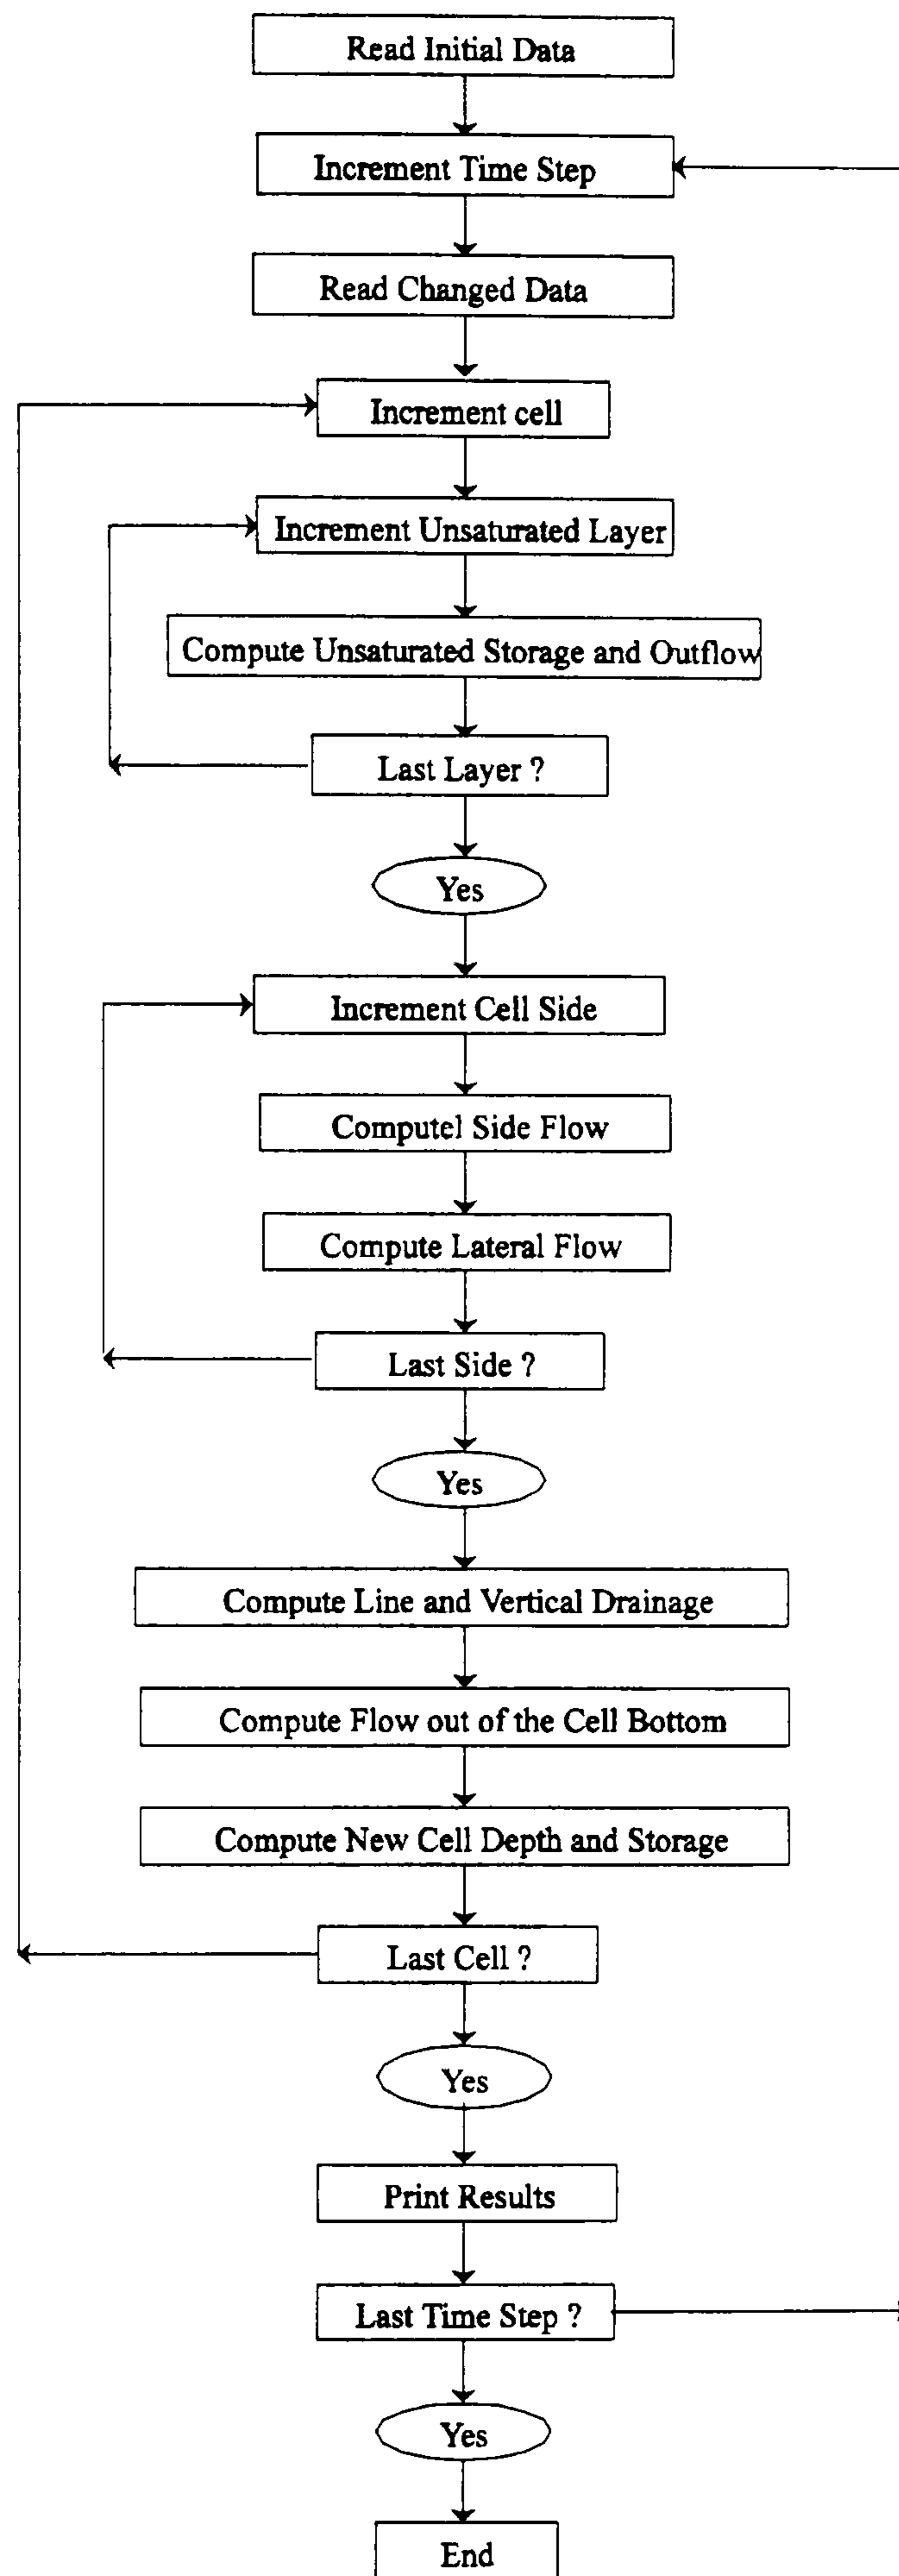 Read Initial Data
Increment Time Step
Read Changed Data
Increment cell
Increment Unsaturated Layer
Compute Unsaturated Storage and Outflow
Last Layer ?
Yes
Increment Cell Side
Computel Side Flow
Compute Lateral Flow
Last Side ?
Yes
Compute Line and Vertical Drainage
Compute Flow out of the Cell Bottom
Compute New Cell Depth and Storage
Last Cell ?
Yes
Print Results
Last Time Step ?
Yes
End